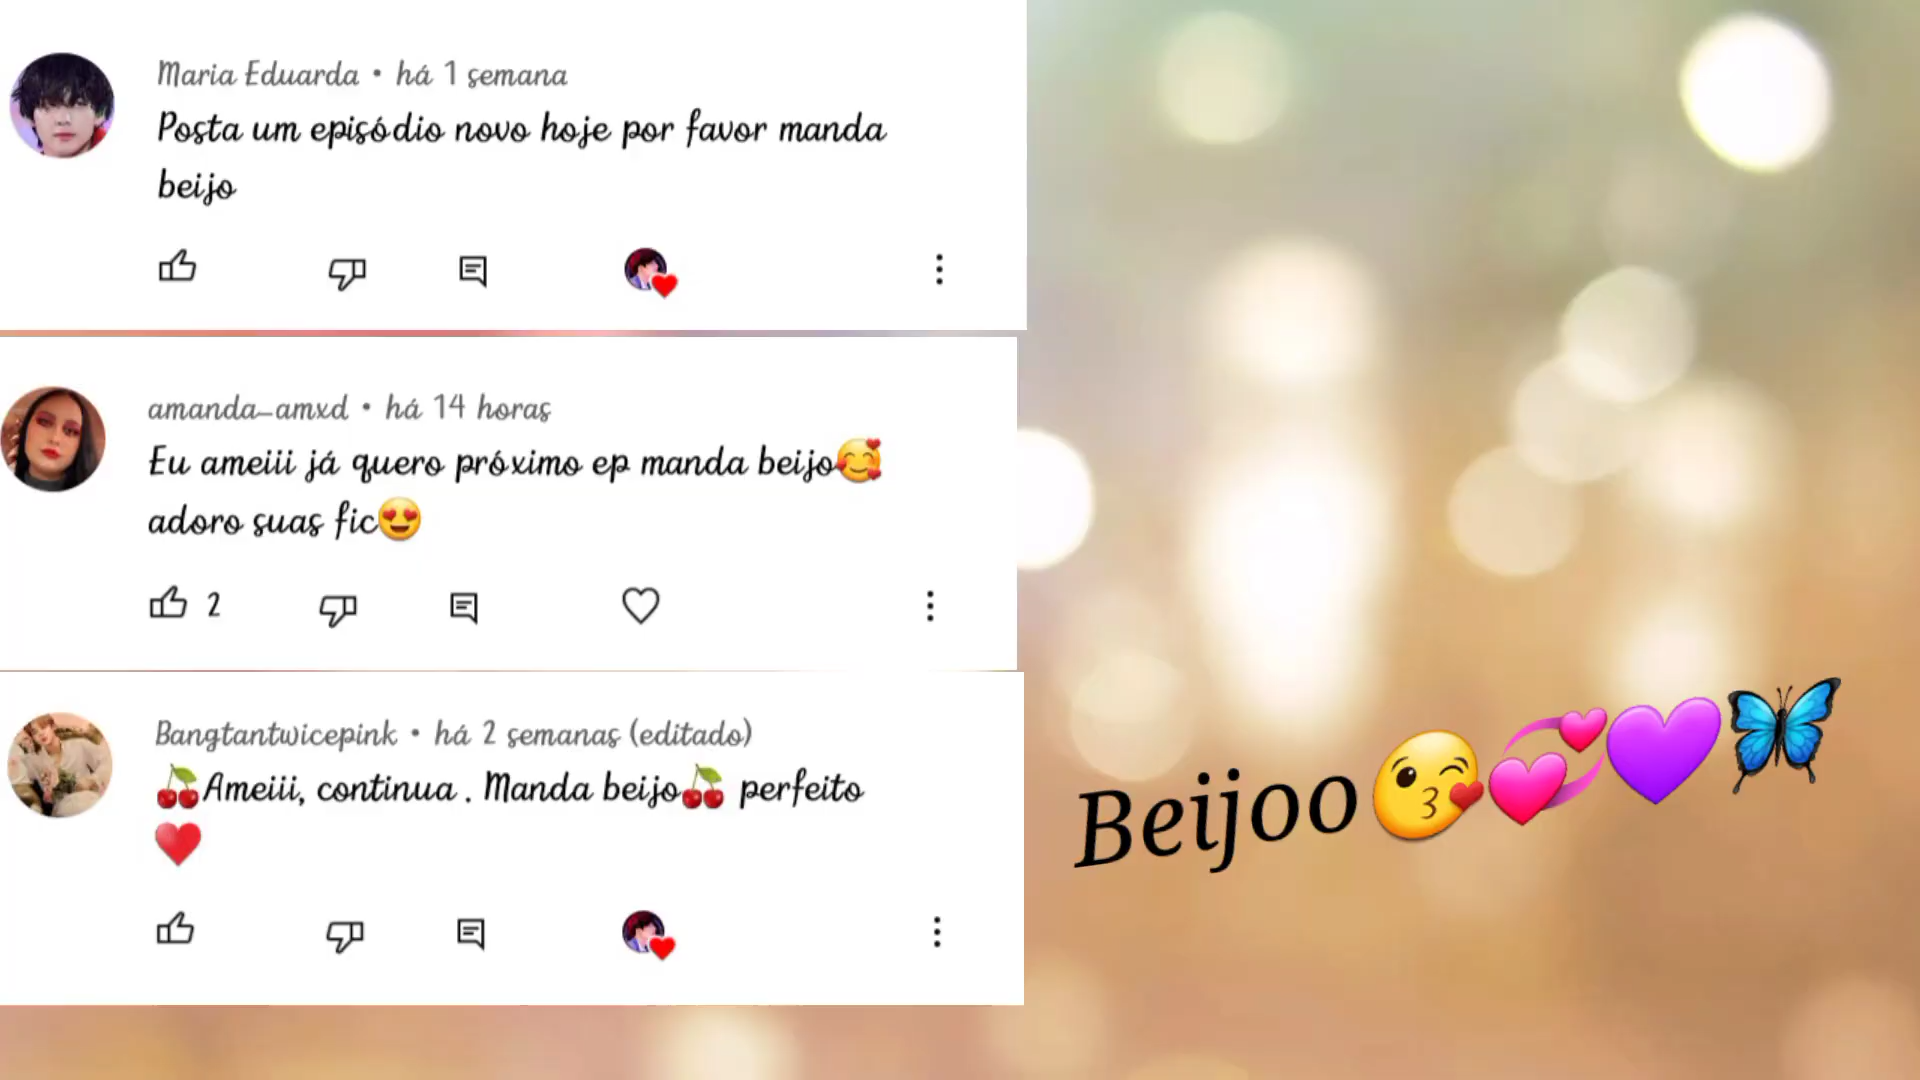 Maria Eduarda • há 1 semana
Posta um episódio novo hoje por favor manda
beijo
amanda_amxd • há 14 horas
Eu ameiii já quero próximo ep manda beijo🥰
adoro suas fic😍
2
Bangtantwicepink • há 2 semanas (editado)
🍒Ameiii, continua . Manda beijo🍒 perfeito
❤️
Beijoo😘💞💜🦋